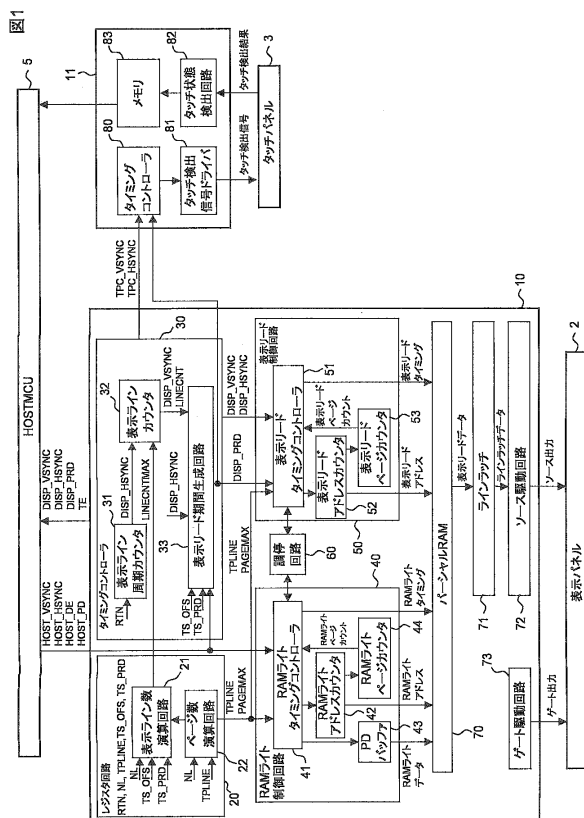 図1
5
HOSTMCU
HOST_VSYNC
HOST_HSYNC
HOST_DE
HOST_PD
DISP_VSYNC
DISP_HSYNC
DISP_PRD
TE
11
タイミング
コントローラ
80
メモリ
83
タッチ検出
信号ドライバ
81
タッチ状態
検出回路
82
タッチ検出信号
タッチ検出結果
タッチパネル
3
TPC_VSYNC
TPC_HSYNC
10
レジスタ回路
RTN, NL, TPLINE,TS_OFS,TS_PRD
NL
TS_OFS
TS_PRD
表示ライン数
演算回路
21
NL
TPLINE
ページ数
演算回路
22
20
30
タイミングコントローラ
RTN
表示ライン
周期カウンタ
31
DISP_HSYNC
LINECNTMAX
表示ライン
カウンタ
32
DISP_VSYNC
LINECNT
DISP_HSYNC
TS_OFS
TS_PRD
33
表示リード期間生成回路
TPLINE
PAGEMAX
TPLINE
PAGEMAX
DISP_PRD
DISP_VSYNC
DISP_HSYNC
RAMライト
制御回路
41
RAMライト
タイミングコントローラ
RAMライト
アドレスカウンタ
42
RAMライト
ページカウント
RAMライト
ページカウンタ
44
PD
バッファ
43
40
調停
回路
60
表示リード
制御回路
表示リード
タイミングコントローラ
51
表示リード
アドレスカウンタ
52
表示リード
ページカウント
表示リード
ページカウンタ
53
50
RAMライト
データ
RAMライト
アドレス
RAMライト
タイミング
表示リード
アドレス
表示リード
タイミング
パーシャルRAM
70
表示リードデータ
ラインラッチ
71
ラインラッチデータ
ソース駆動回路
72
ソース出力
ゲート駆動回路
73
ゲート出力
表示パネル
2